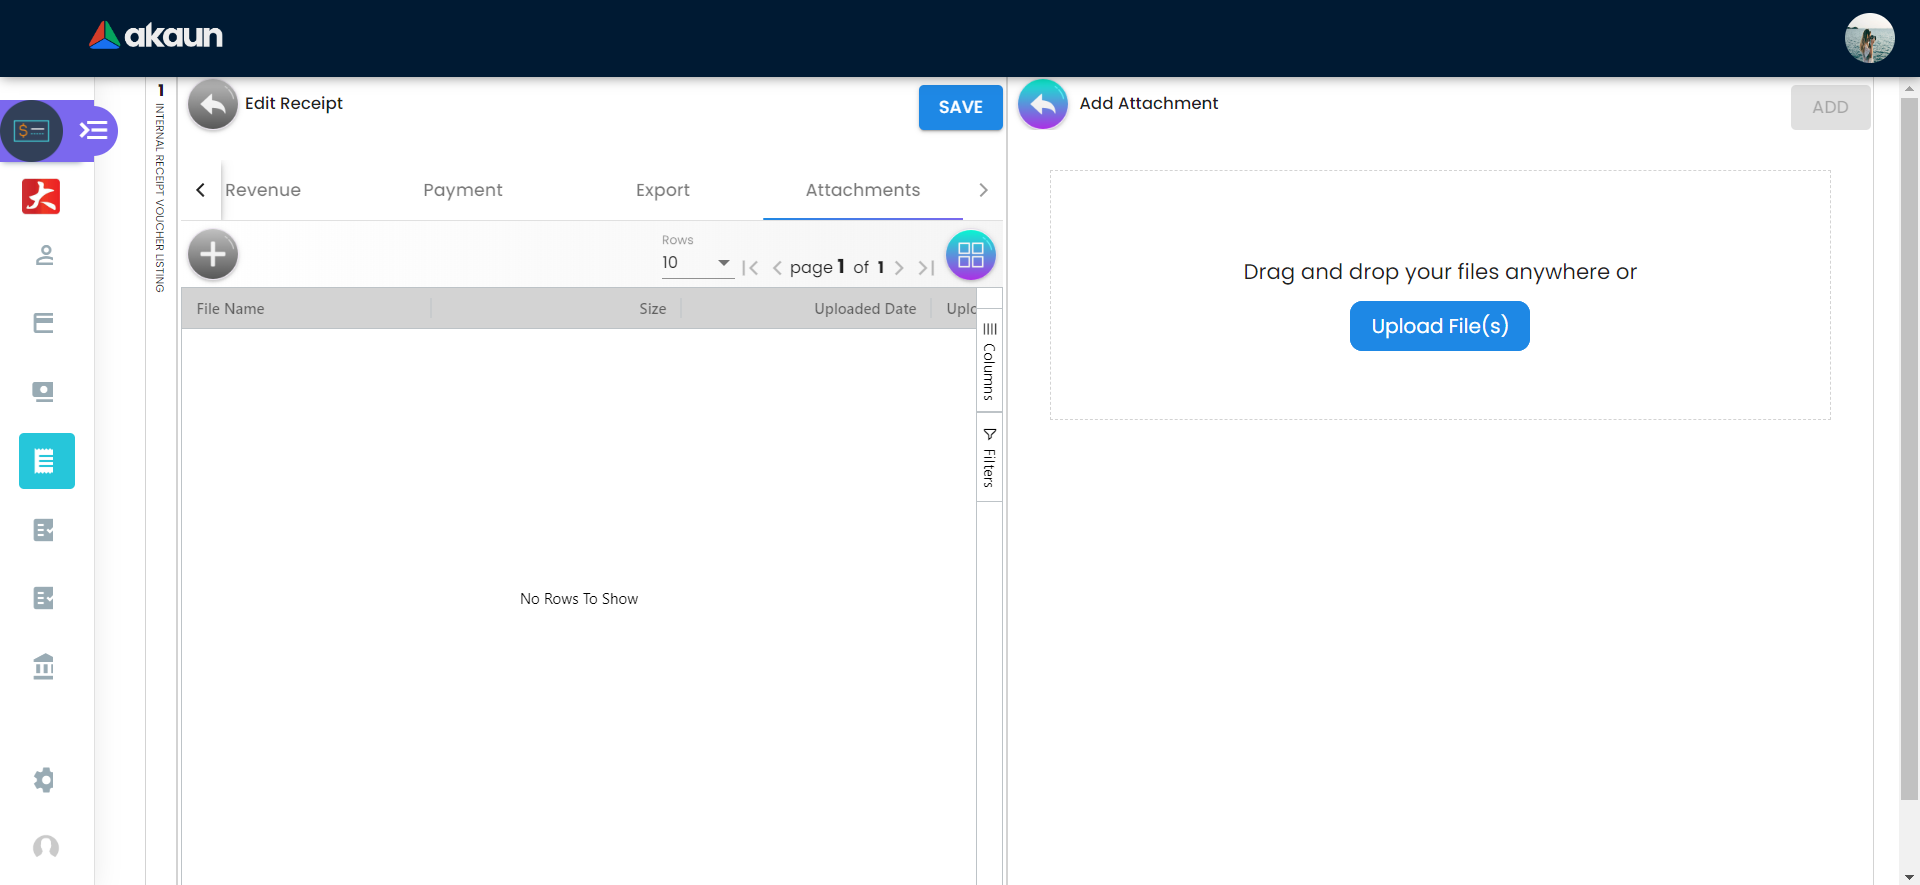 akaun
1
INTERNAL RECEIPT VOUCHER LISTING
Edit Receipt
SAVE
Revenue
Payment
Export
Attachments
Rows
10
page 1 of 1
File Name
Size
Uploaded Date
Uplo
Columns
Filters
No Rows To Show
Add Attachment
ADD
Drag and drop your files anywhere or
Upload File(s)